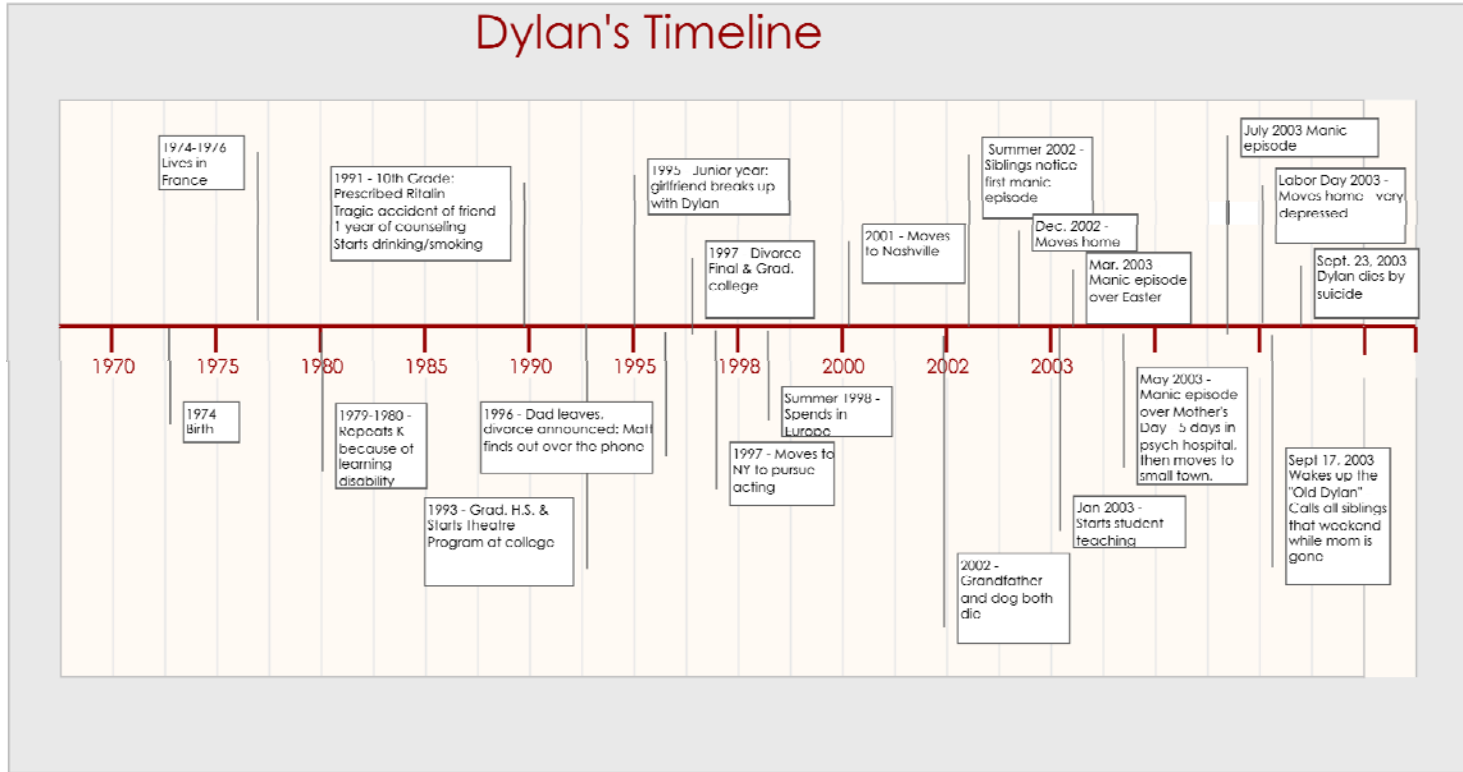 Dylan's Timeline
1974-1976
Lives in
France
1991 - 10th Grade:
Prescribed Ritalin
Tragic accident of friend
1 year of counseling
Starts drinking/smoking
1995 Junior year:
girlfriend breaks up
with Dylan
1997 Divorce
Final & Grad.
college
2001 - Moves
to Nashville
Summer 2002 -
Siblings notice
first manic
episode
Dec. 2002 -
Moves home
Mar. 2003
Manic episode
over Easter
July 2003 Manic
episode
Labor Day 2003 -
Moves home very
depressed
Sept. 23, 2003
Dylan dies by
suicide
1970 1975 1980 1985 1990 1995 1998 2000 2002 2003
1974
Birth
1979-1980 -
Repeats K
because of
learning
disability
1996 - Dad leaves,
divorce announced; Matt
finds out over the phone
1993 - Grad. H.S. &
Starts Theatre
Program at college
Summer 1998 -
Spends in
Europe
1997 - Moves to
NY to pursue
acting
2002 -
Grandfather
and dog both
die
Jan 2003 -
Starts student
teaching
May 2003 -
Manic episode
over Mother's
Day 5 days in
psych hospital,
then moves to
small town.
Sept 17, 2003
Wakes up the
"Old Dylan"
Calls all siblings
that weekend
while mom is
gone